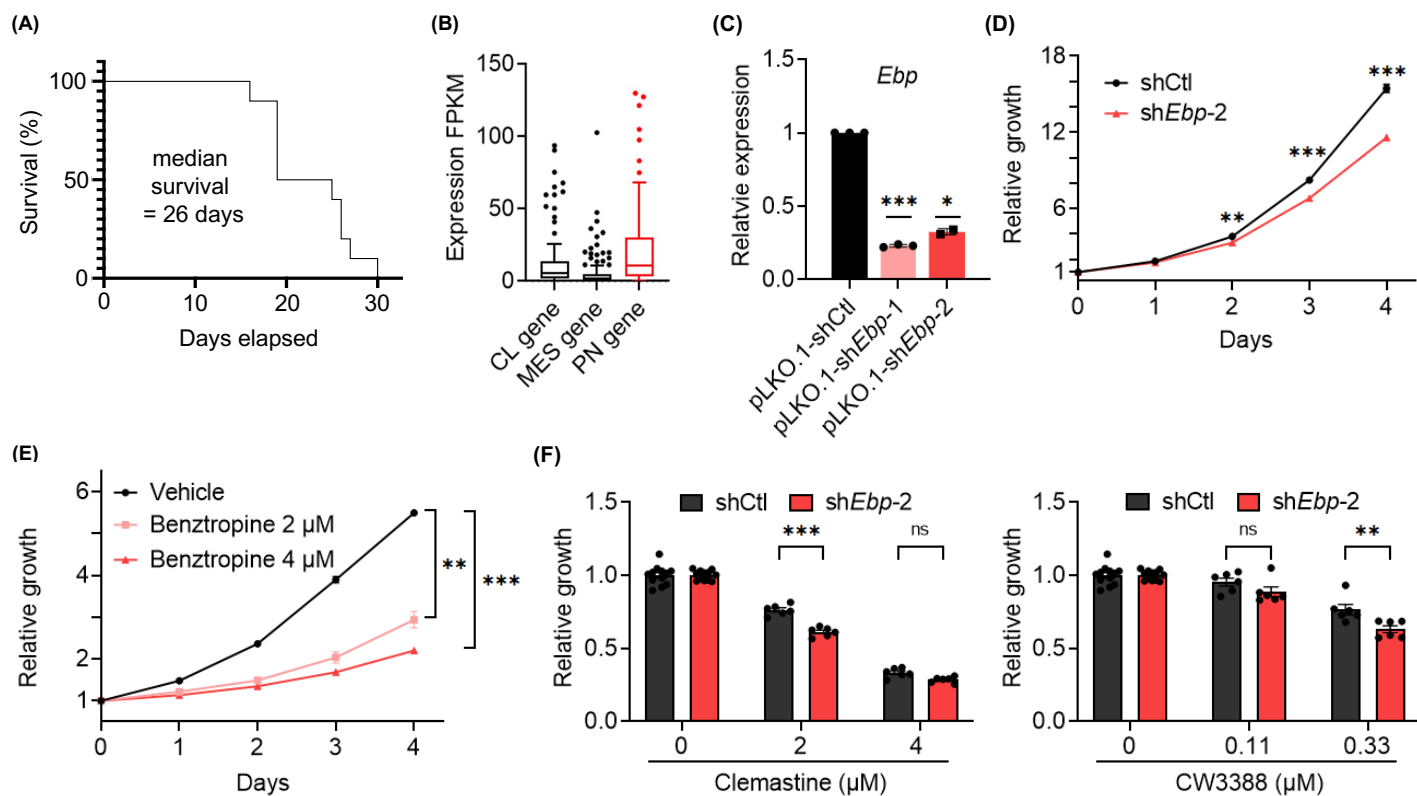 (A)
100
50
0
Survival (%)
median
survival
= 26 days
0
10
20
30
Days elapsed
(B)
150
100
50
0
Expression FPKM
CL gene
MES gene
PN gene
(C)
1.5
1
0.5
0.0
Relatvie expression
Ebp
***
*
pLKO.1-shCtl
pLKO.1-shEbp-1
pLKO.1-shEbp-2
(D)
18
12
6
1
Relative growth
shCtl
shEbp-2
**
***
***
0
1
2
3
4
Days
(E)
6
4
2
1
Relative growth
Vehicle
Benztropine 2 µM
Benztropine 4 µM
**
***
0
1
2
3
4
Days
(F)
1.5
1.0
0.5
0.0
Relative growth
shCtl
shEbp-2
***
ns
0
2
4
Clemastine (µM)
1.5
1.0
0.5
0.0
Relative growth
shCtl
shEbp-2
ns
**
0
0.11
0.33
CW3388 (µM)